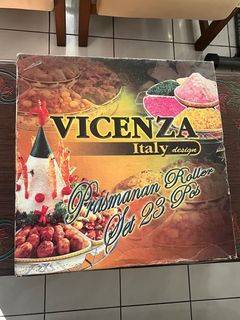 VICENZA
Italy design
Prasmanan Roller
Set 23 Pcs